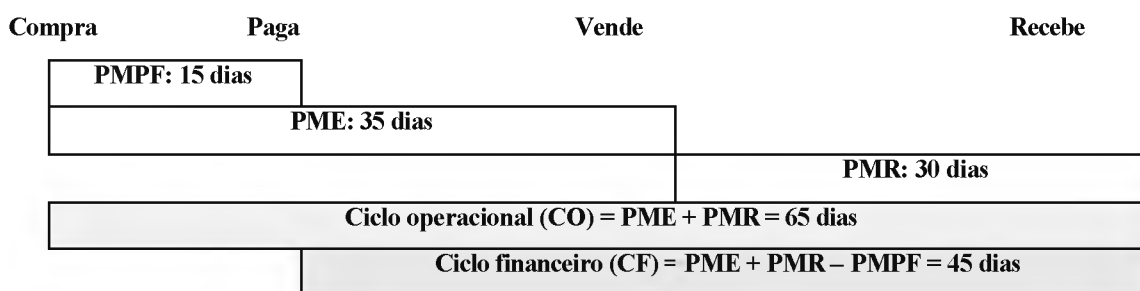 Compra Paga Vende Recebe
PMPF: 15 dias
PME: 35 dias
PMR: 30 dias
Ciclo operacional (CO) = PME + PMR = 65 dias
Ciclo financeiro (CF) = PME + PMR – PMPF = 45 dias